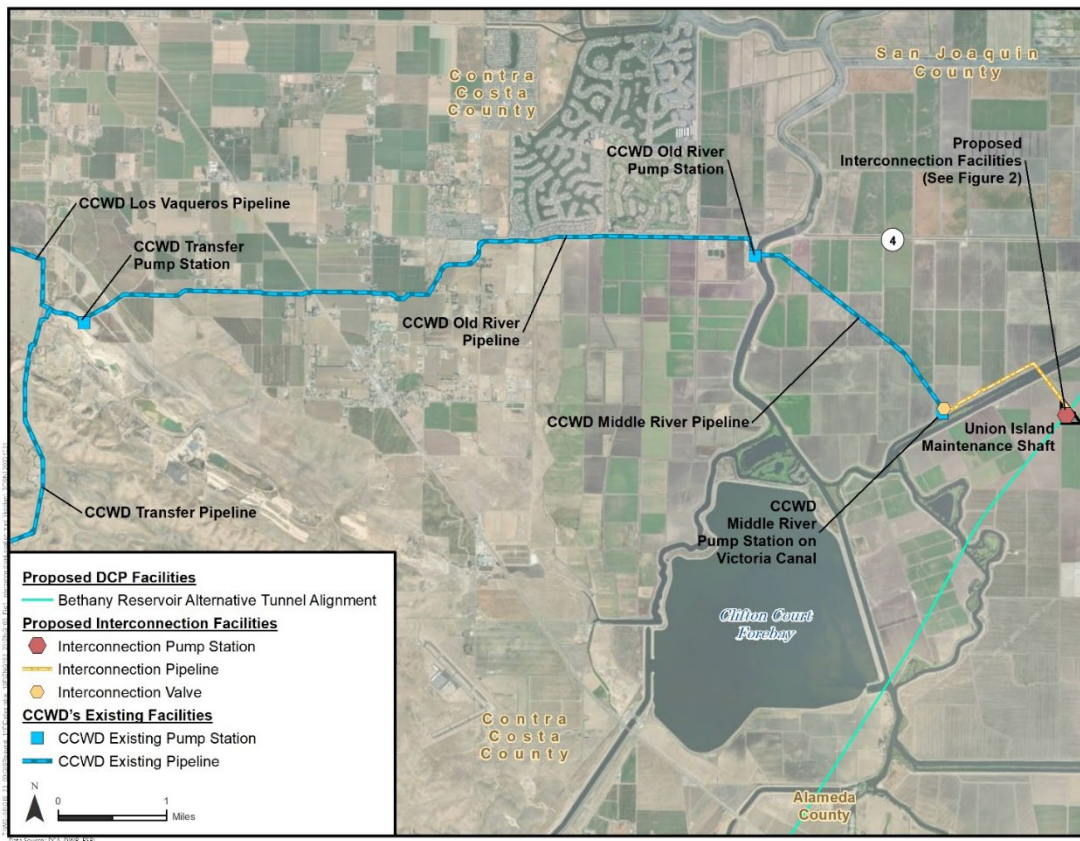 Contra
Costa
County
San Joaquin
County
Proposed
Interconnection Facilities
(See Figure 2)
CCWD Old River
Pump Station
CCWD Los Vaqueros Pipeline
CCWD Transfer
Pump Station
4
CCWD Old River
Pipeline
CCWD Middle River Pipeline
Union Island
Maintenance Shaft
CCWD Transfer Pipeline
CCWD
Middle River
Pump Station on
Victoria Canal
Clifton Court
Forebay
Contra
Costa
County
Alameda
County
Proposed DCP Facilities
Bethany Reservoir Alternative Tunnel Alignment
Proposed Interconnection Facilities
Interconnection Pump Station
Interconnection Pipeline
Interconnection Valve
CCWD's Existing Facilities
CCWD Existing Pump Station
CCWD Existing Pipeline
N
0 1
Miles